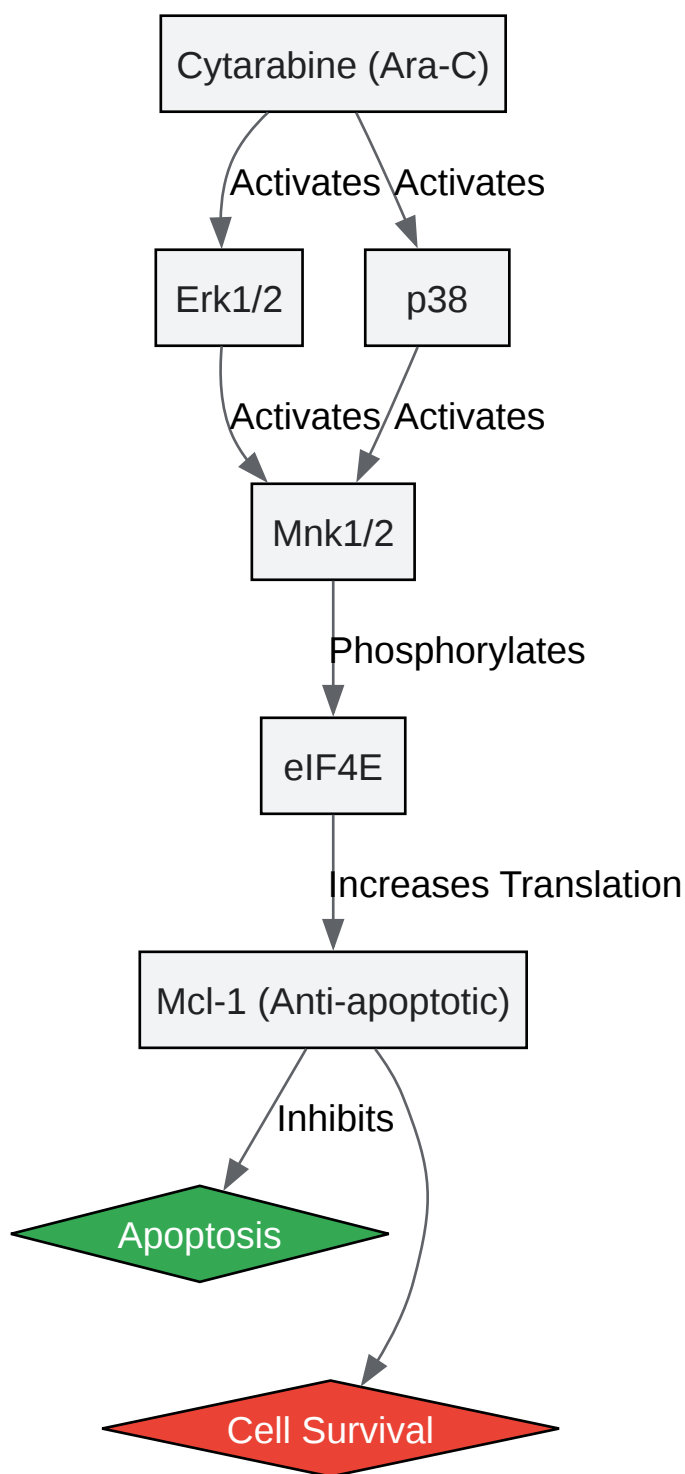 Cytarabine (Ara-C)
Activates Activates
Erk1/2 p38
Activates Activates
Mnk1/2
Phosphorylates
eIF4E
Increases Translation
Mcl-1 (Anti-apoptotic)
Inhibits
Apoptosis
Cell Survival